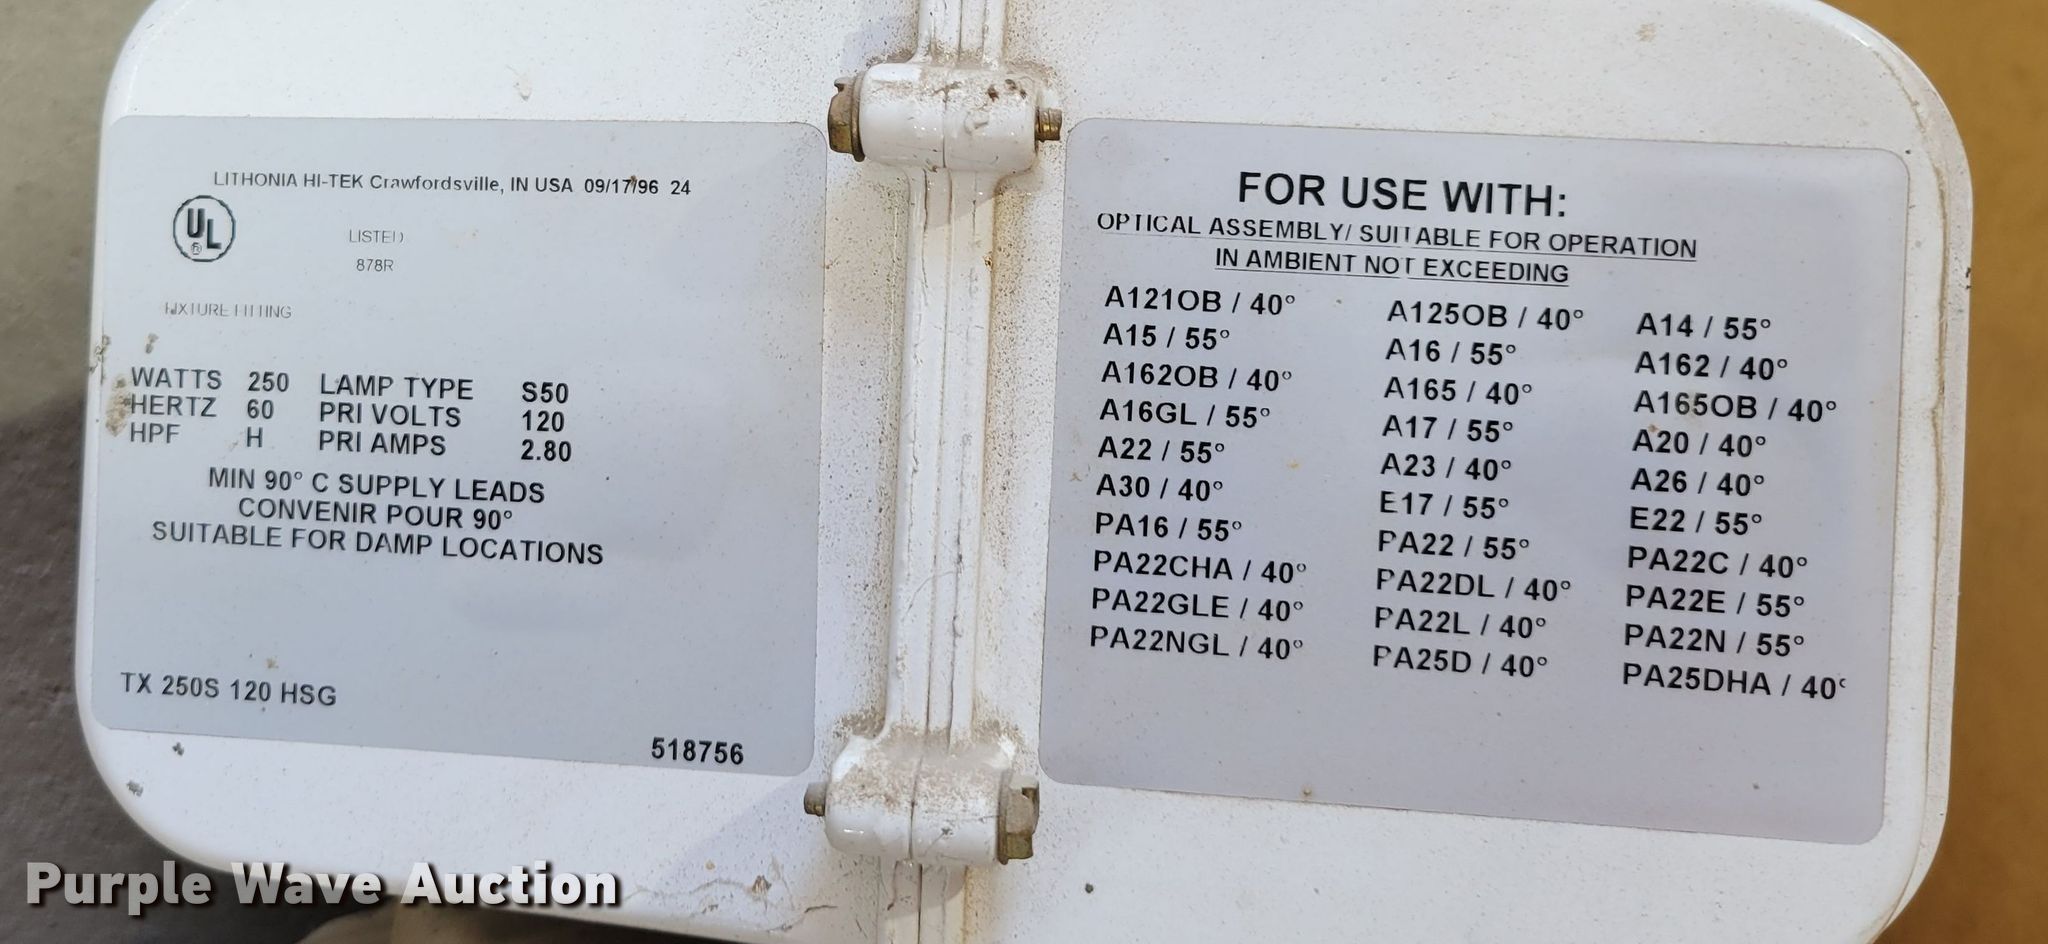 LITHONIA HI-TEK Crawfordsville, IN USA 09/17/96 24
UL
LISTED
878R
FIXTURE FITTING
WATTS 250 LAMP TYPE S50
HERTZ 60 PRI VOLTS 120
HPF H PRI AMPS 2.80
MIN 90° C SUPPLY LEADS
CONVENIR POUR 90°
SUITABLE FOR DAMP LOCATIONS
TX 250S 120 HSG
518756
FOR USE WITH:
OPTICAL ASSEMBLY/ SUITABLE FOR OPERATION
IN AMBIENT NOT EXCEEDING
A121OB / 40° A125OB / 40° A14 / 55°
A15 / 55° A16 / 55° A162 / 40°
A162OB / 40° A165 / 40° A165OB / 40°
A16GL / 55° A17 / 55° A20 / 40°
A22 / 55° A23 / 40° A26 / 40°
A30 / 40° E17 / 55° E22 / 55°
PA16 / 55° PA22 / 55° PA22C / 40°
PA22CHA / 40° PA22DL / 40° PA22E / 55°
PA22GLE / 40° PA22L / 40° PA22N / 55°
PA22NGL / 40° PA25D / 40° PA25DHA / 40°
Purple Wave Auction